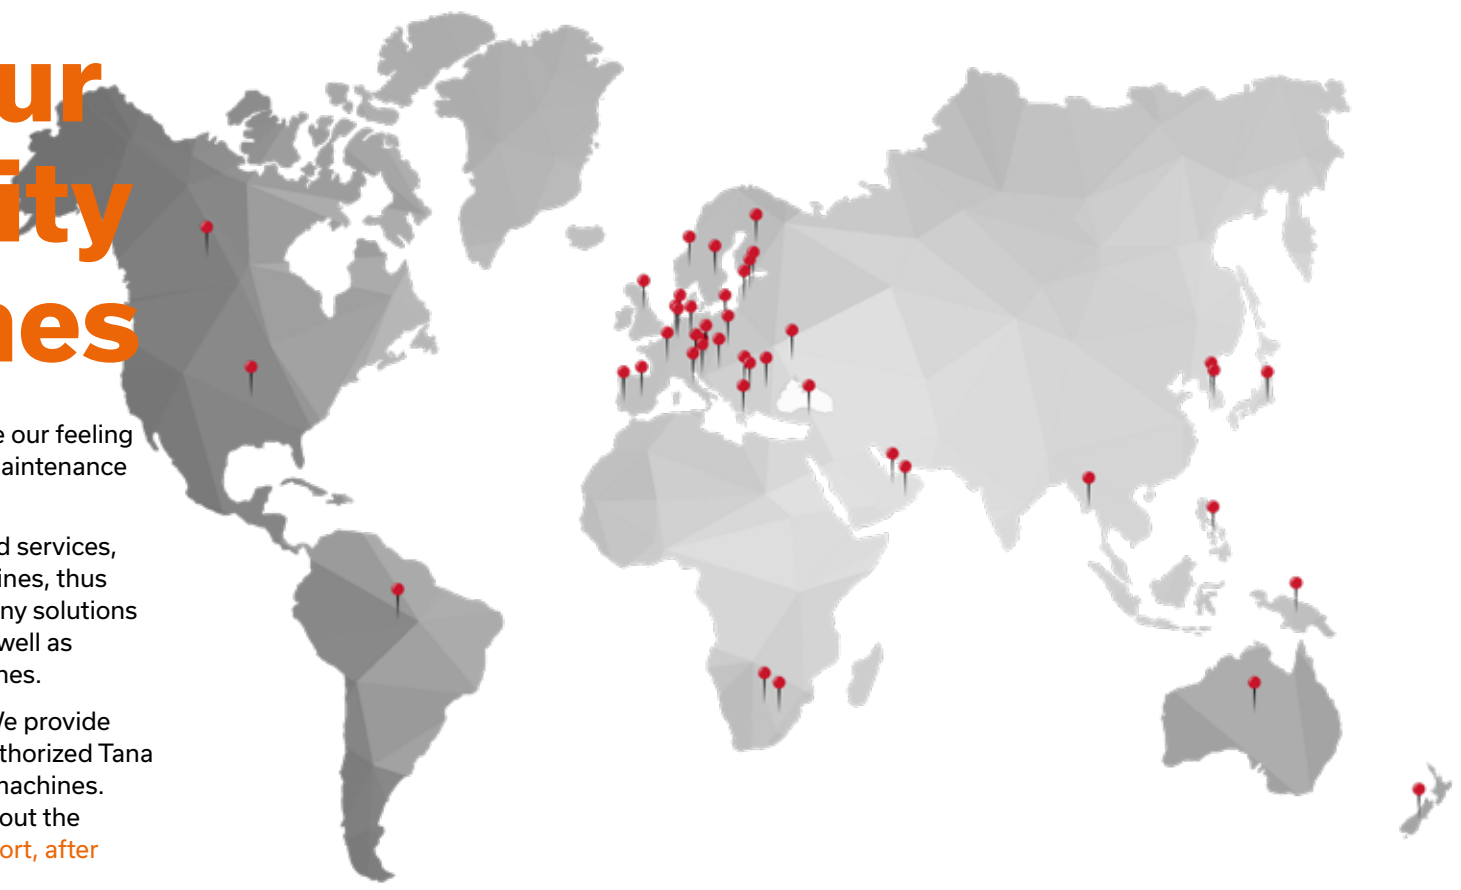 ur
ity
nes
e our feeling
aintenance
d services,
ines, thus
ny solutions
well as
nes.
We provide
thorized Tana
machines.
out the
ort, after